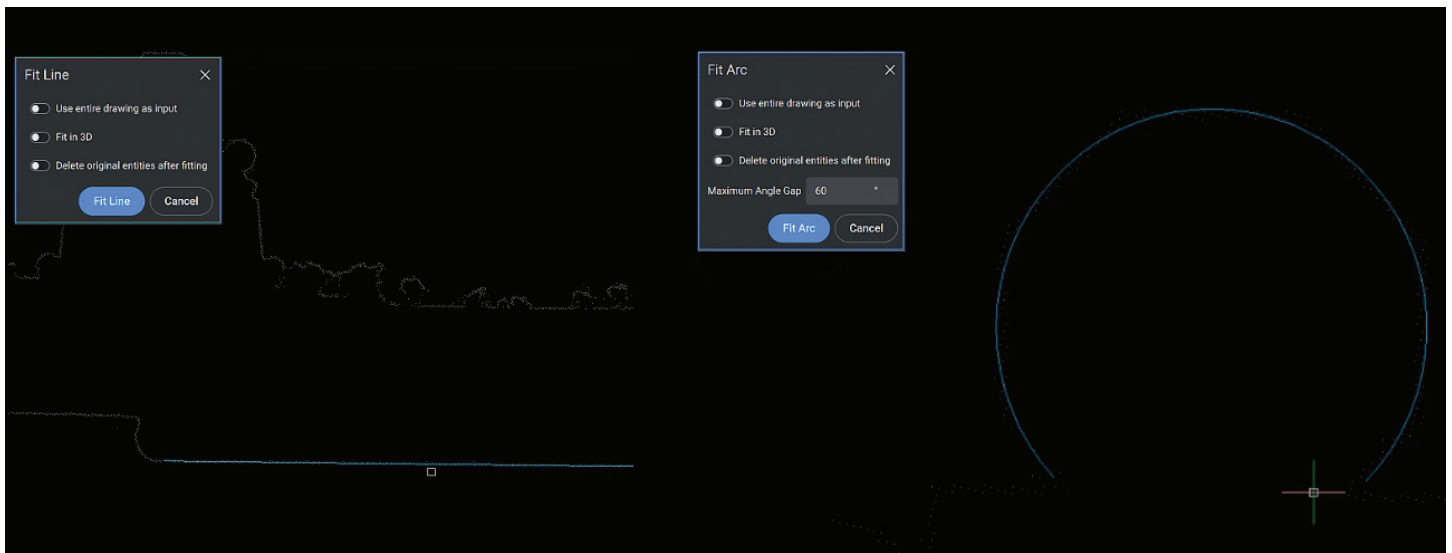 Fit Line
Use entire drawing as input
Fit in 3D
Delete original entities after fitting
Fit Line Cancel
Fit Arc
Use entire drawing as input
Fit in 3D
Delete original entities after fitting
Maximum Angle Gap 60 °
Fit Arc Cancel